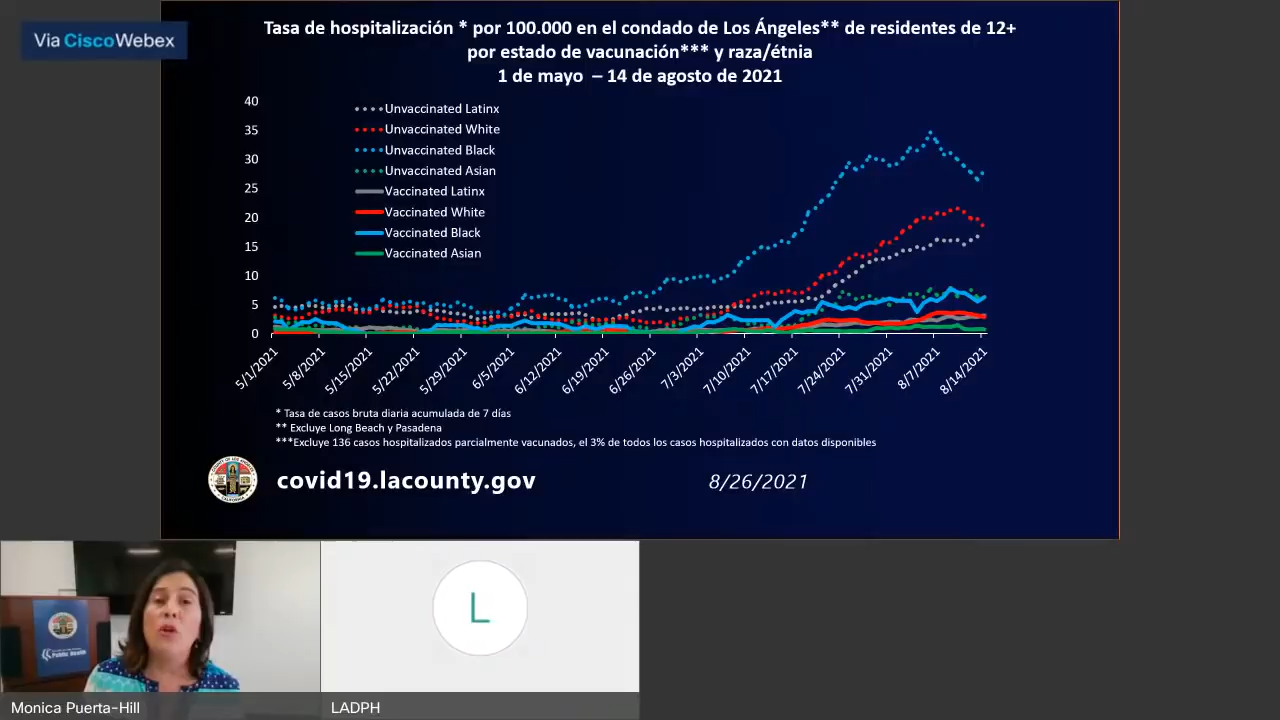 Via Cisco Webex
Tasa de hospitalización * por 100.000 en el condado de Los Ángeles** de residentes de 12+
por estado de vacunación*** y raza/étnia
1 de mayo – 14 de agosto de 2021
40
35
30
25
20
15
10
5
0
Unvaccinated Latinx
Unvaccinated White
Unvaccinated Black
Unvaccinated Asian
Vaccinated Latinx
Vaccinated White
Vaccinated Black
Vaccinated Asian
5/1/2021
5/8/2021
5/15/2021
5/22/2021
5/29/2021
6/5/2021
6/12/2021
6/19/2021
6/26/2021
7/3/2021
7/10/2021
7/17/2021
7/24/2021
7/31/2021
8/7/2021
8/14/2021
* Tasa de casos bruta diaria acumulada de 7 días
** Excluye Long Beach y Pasadena
***Excluye 136 casos hospitalizados parcialmente vacunados, el 3% de todos los casos hospitalizados con datos disponibles
covid19.lacounty.gov
8/26/2021
Public Health
L
Monica Puerta-Hill
LADPH